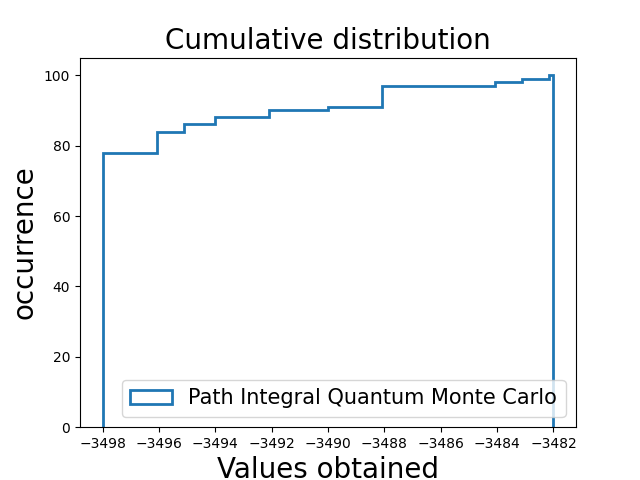 Cumulative distribution
100
80
60
40
20
0
occurrence
Path Integral Quantum Monte Carlo
−3498 −3496 −3494 −3492 −3490 −3488 −3486 −3484 −3482
Values obtained